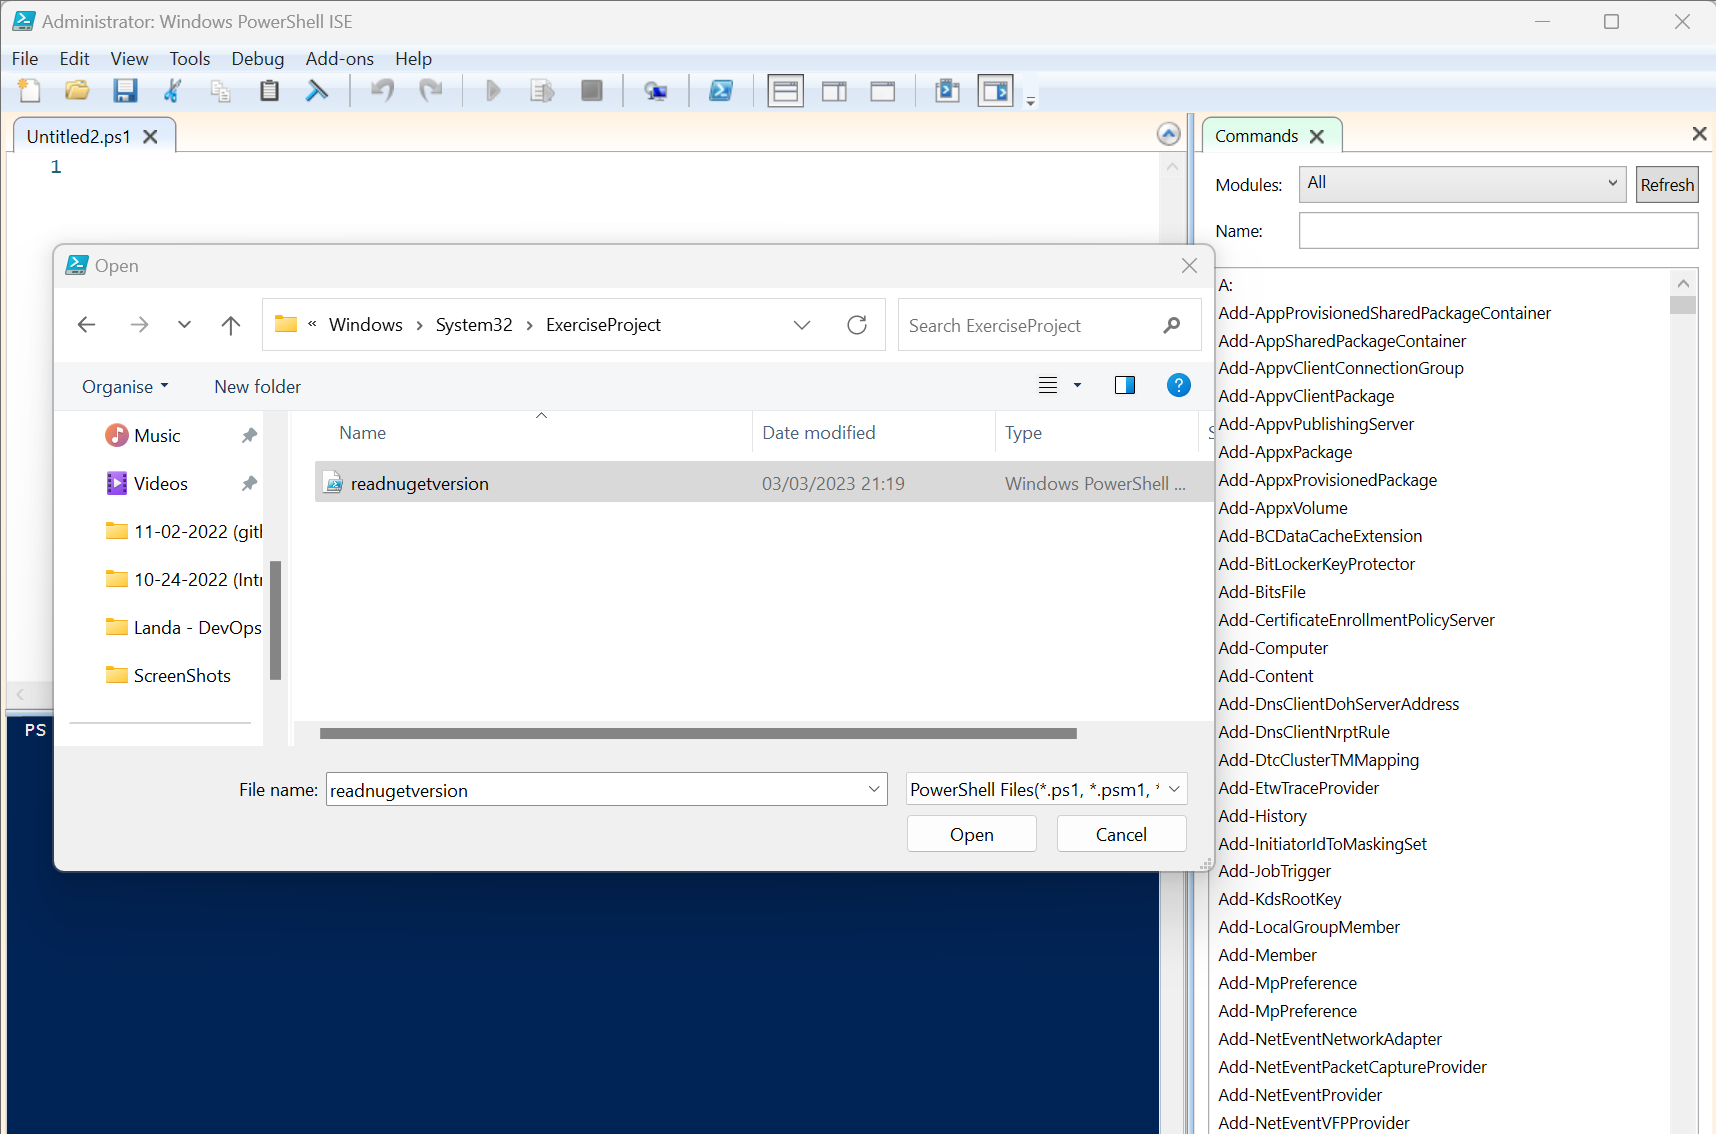 Administrator: Windows PowerShell ISE
File Edit View Tools Debug Add-ons Help
Untitled2.ps1
1
Commands
Modules: All Refresh
Name:
Open
« Windows › System32 › ExerciseProject
Search ExerciseProject
Organise New folder
?
Music
Videos
11-02-2022 (gitl
10-24-2022 (Intr
Landa - DevOps
ScreenShots
Name Date modified Type S
readnugetversion 03/03/2023 21:19 Windows PowerShell ...
File name: readnugetversion PowerShell Files(*.ps1, *.psm1, *
Open Cancel
PS
A:
Add-AppProvisionedSharedPackageContainer
Add-AppSharedPackageContainer
Add-AppvClientConnectionGroup
Add-AppvClientPackage
Add-AppvPublishingServer
Add-AppxPackage
Add-AppxProvisionedPackage
Add-AppxVolume
Add-BCDataCacheExtension
Add-BitLockerKeyProtector
Add-BitsFile
Add-CertificateEnrollmentPolicyServer
Add-Computer
Add-Content
Add-DnsClientDohServerAddress
Add-DnsClientNrptRule
Add-DtcClusterTMMapping
Add-EtwTraceProvider
Add-History
Add-InitiatorIdToMaskingSet
Add-JobTrigger
Add-KdsRootKey
Add-LocalGroupMember
Add-Member
Add-MpPreference
Add-MpPreference
Add-NetEventNetworkAdapter
Add-NetEventPacketCaptureProvider
Add-NetEventProvider
Add-NetEventVFPProvider